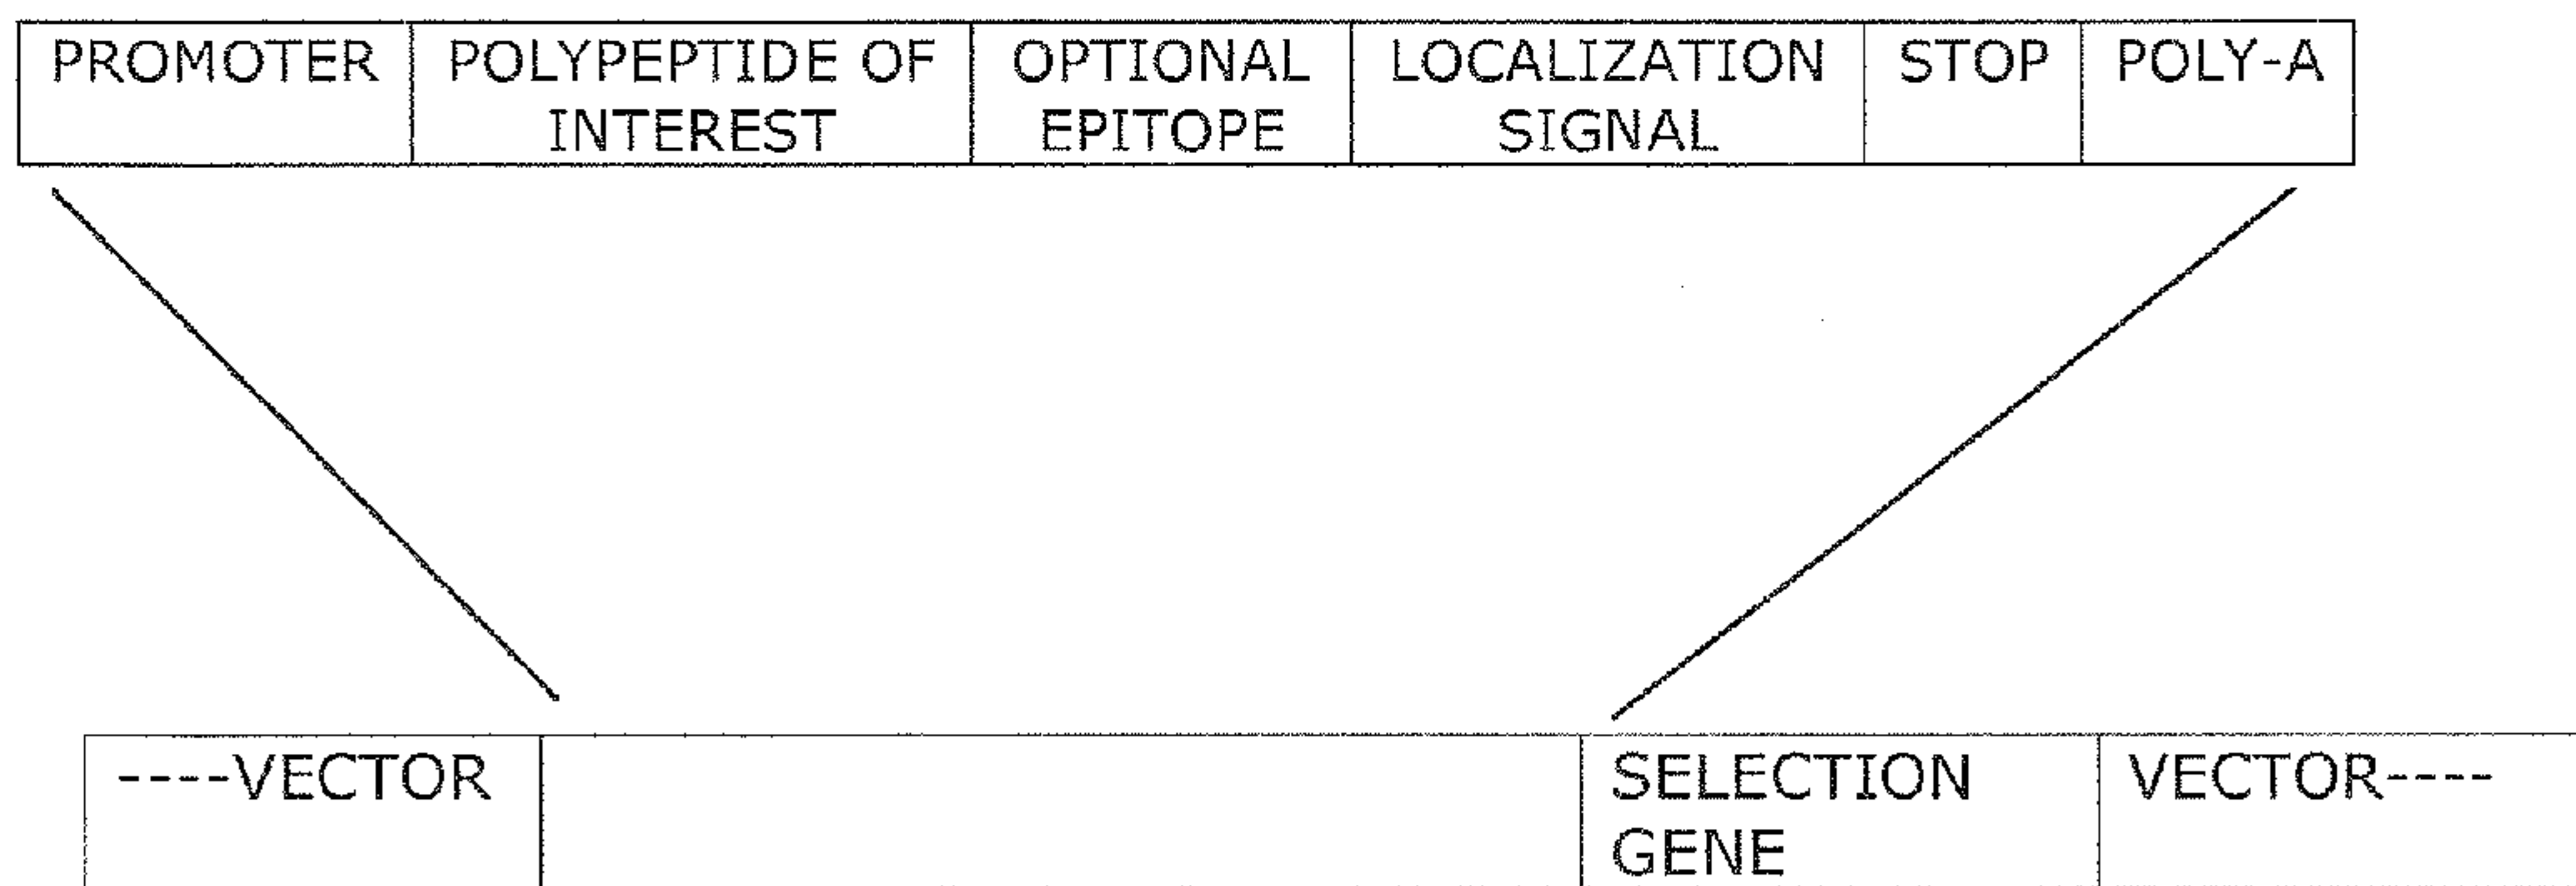 PROMOTER
POLYPEPTIDE OF
INTEREST
OPTIONAL
EPITOPE
LOCALIZATION
SIGNAL
STOP
POLY-A
----VECTOR
SELECTION
GENE
VECTOR----